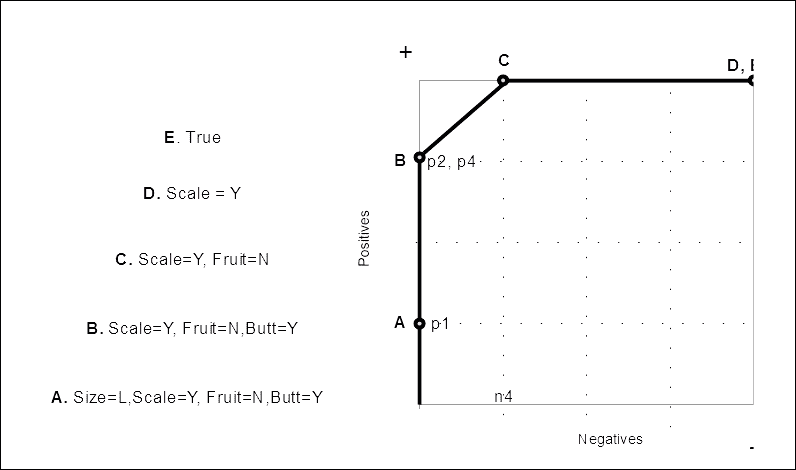 E. True
D. Scale = Y
C. Scale=Y, Fruit=N
B. Scale=Y, Fruit=N,Butt=Y
A. Size=L,Scale=Y, Fruit=N,Butt=Y
+
C
D,
B
p2, p4
Positives
A
p1
n4
Negatives
-